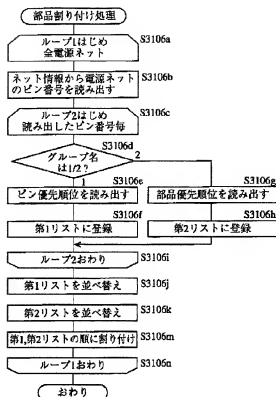 部品割り付け処理
ループ1はじめ
全電源ネット
S3106a
ネット情報から電源ネット
のピン番号を読み出す
S3106b
ループ2はじめ
読み出したピン番号毎
S3106c
グループ名
は1/2?
S3106d
1
2
ピン優先順位を読み出す
S3106e
部品優先順位を読み出す
S3106g
第1リストに登録
S3106f
第2リストに登録
S3106h
ループ2おわり
S3106i
第1リストを並べ替え
S3106j
第2リストを並べ替え
S3106k
第1,第2リストの順に割り付け
S3106m
ループ1おわり
S3106n
おわり